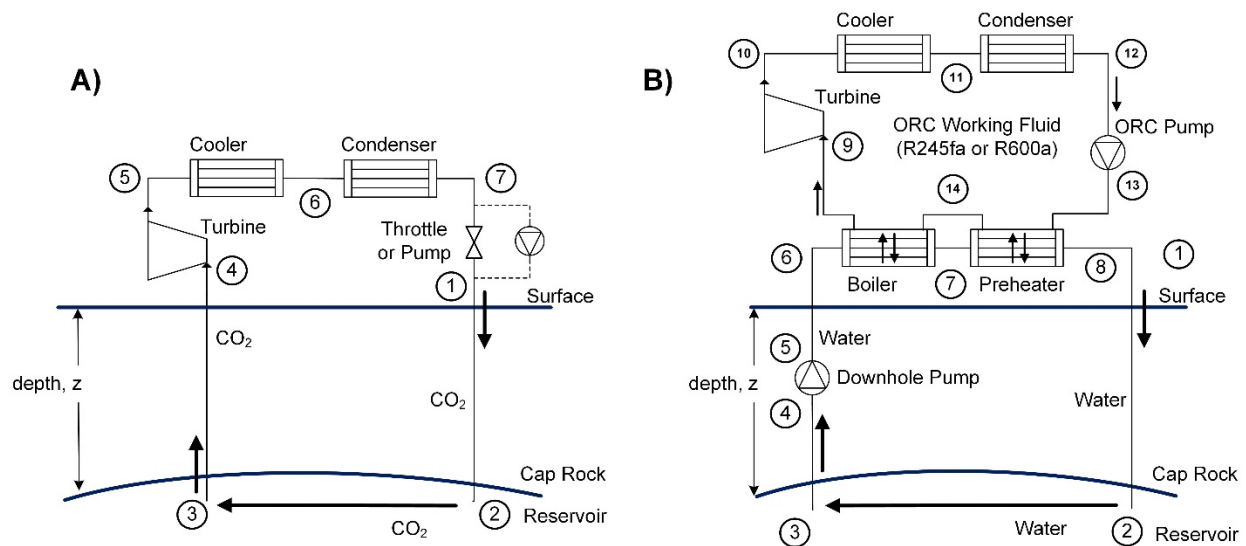 A)
Cooler
Condenser
5
6
7
Turbine
Throttle
or Pump
4
1
Surface
CO₂
depth, z
CO₂
Cap Rock
3
2
Reservoir
CO₂
B)
Cooler
Condenser
10
11
12
Turbine
ORC Working Fluid
(R245fa or R600a)
ORC Pump
9
13
14
6
7
8
1
Boiler
Preheater
Surface
Water
5
Downhole Pump
depth, z
4
Water
Cap Rock
3
2
Reservoir
Water